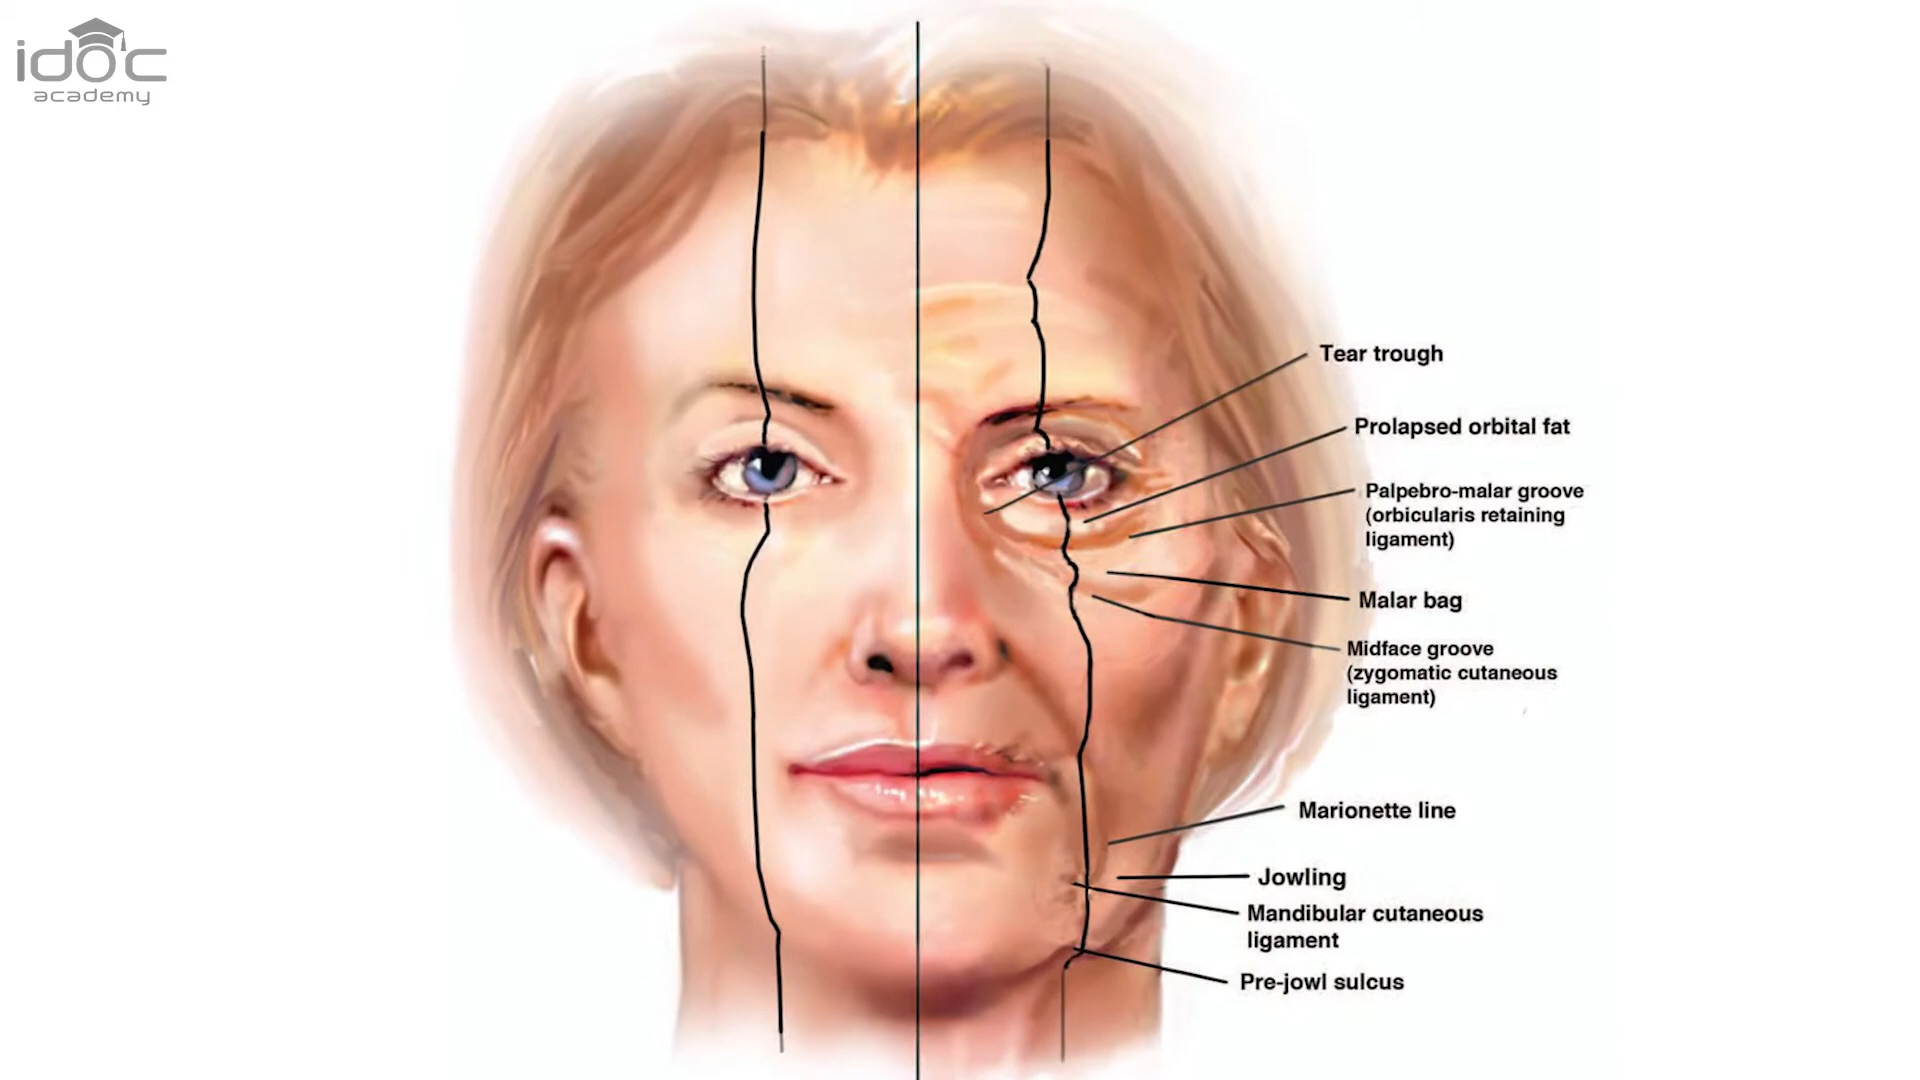 idoc
academy
Tear trough
Prolapsed orbital fat
Palpebro-malar groove
(orbicularis retaining
ligament)
Malar bag
Midface groove
(zygomatic cutaneous
ligament)
Marionette line
Jowling
Mandibular cutaneous
ligament
Pre-jowl sulcus